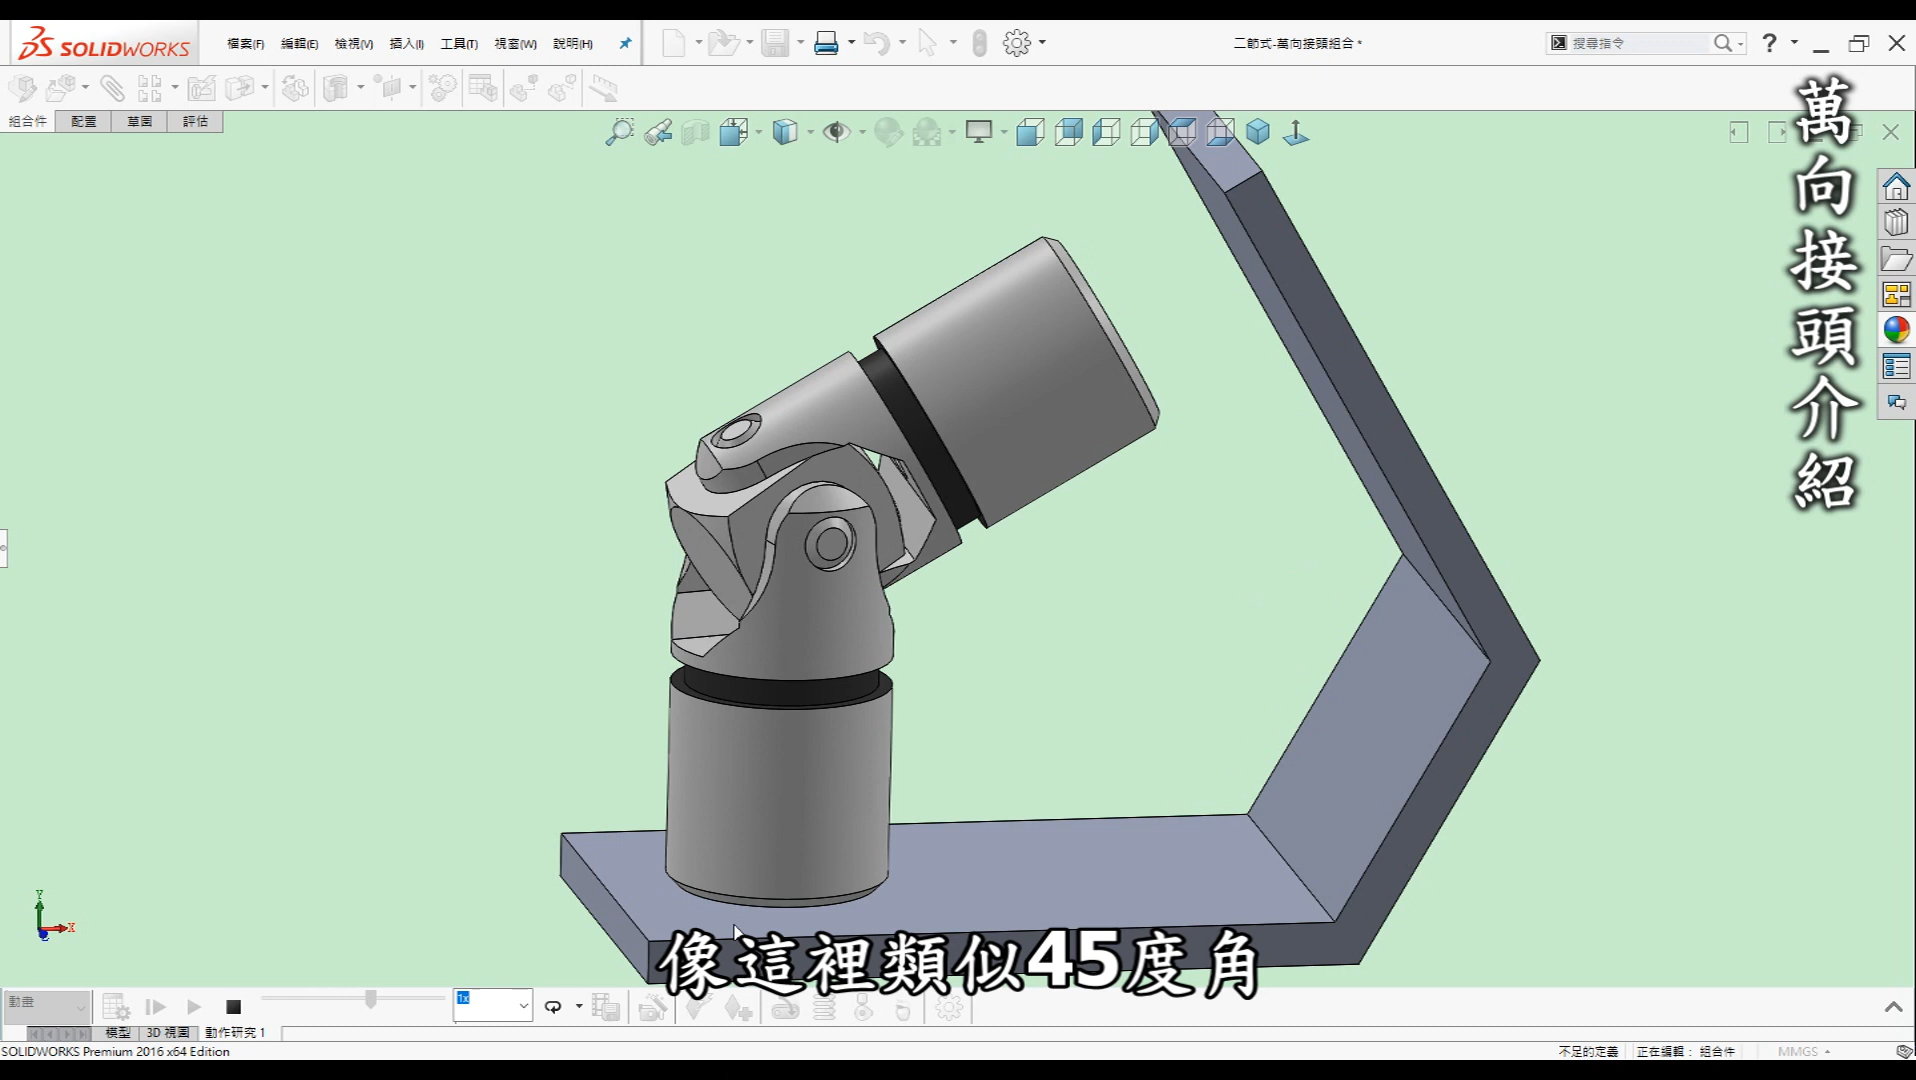 SOLIDWORKS
檔案(F) 編輯(E) 檢視(V) 插入(I) 工具(T) 視窗(W) 說明(H)
二節式-萬向接頭組合 *
搜尋指令
組合件 配置 草圖 評估
萬向接頭介紹
Y
X
像這裡類似45度角
動畫
1x
模型 3D 視圖 動作研究 1
SOLIDWORKS Premium 2016 x64 Edition
不足的定義 正在編輯： 組合件 MMGS